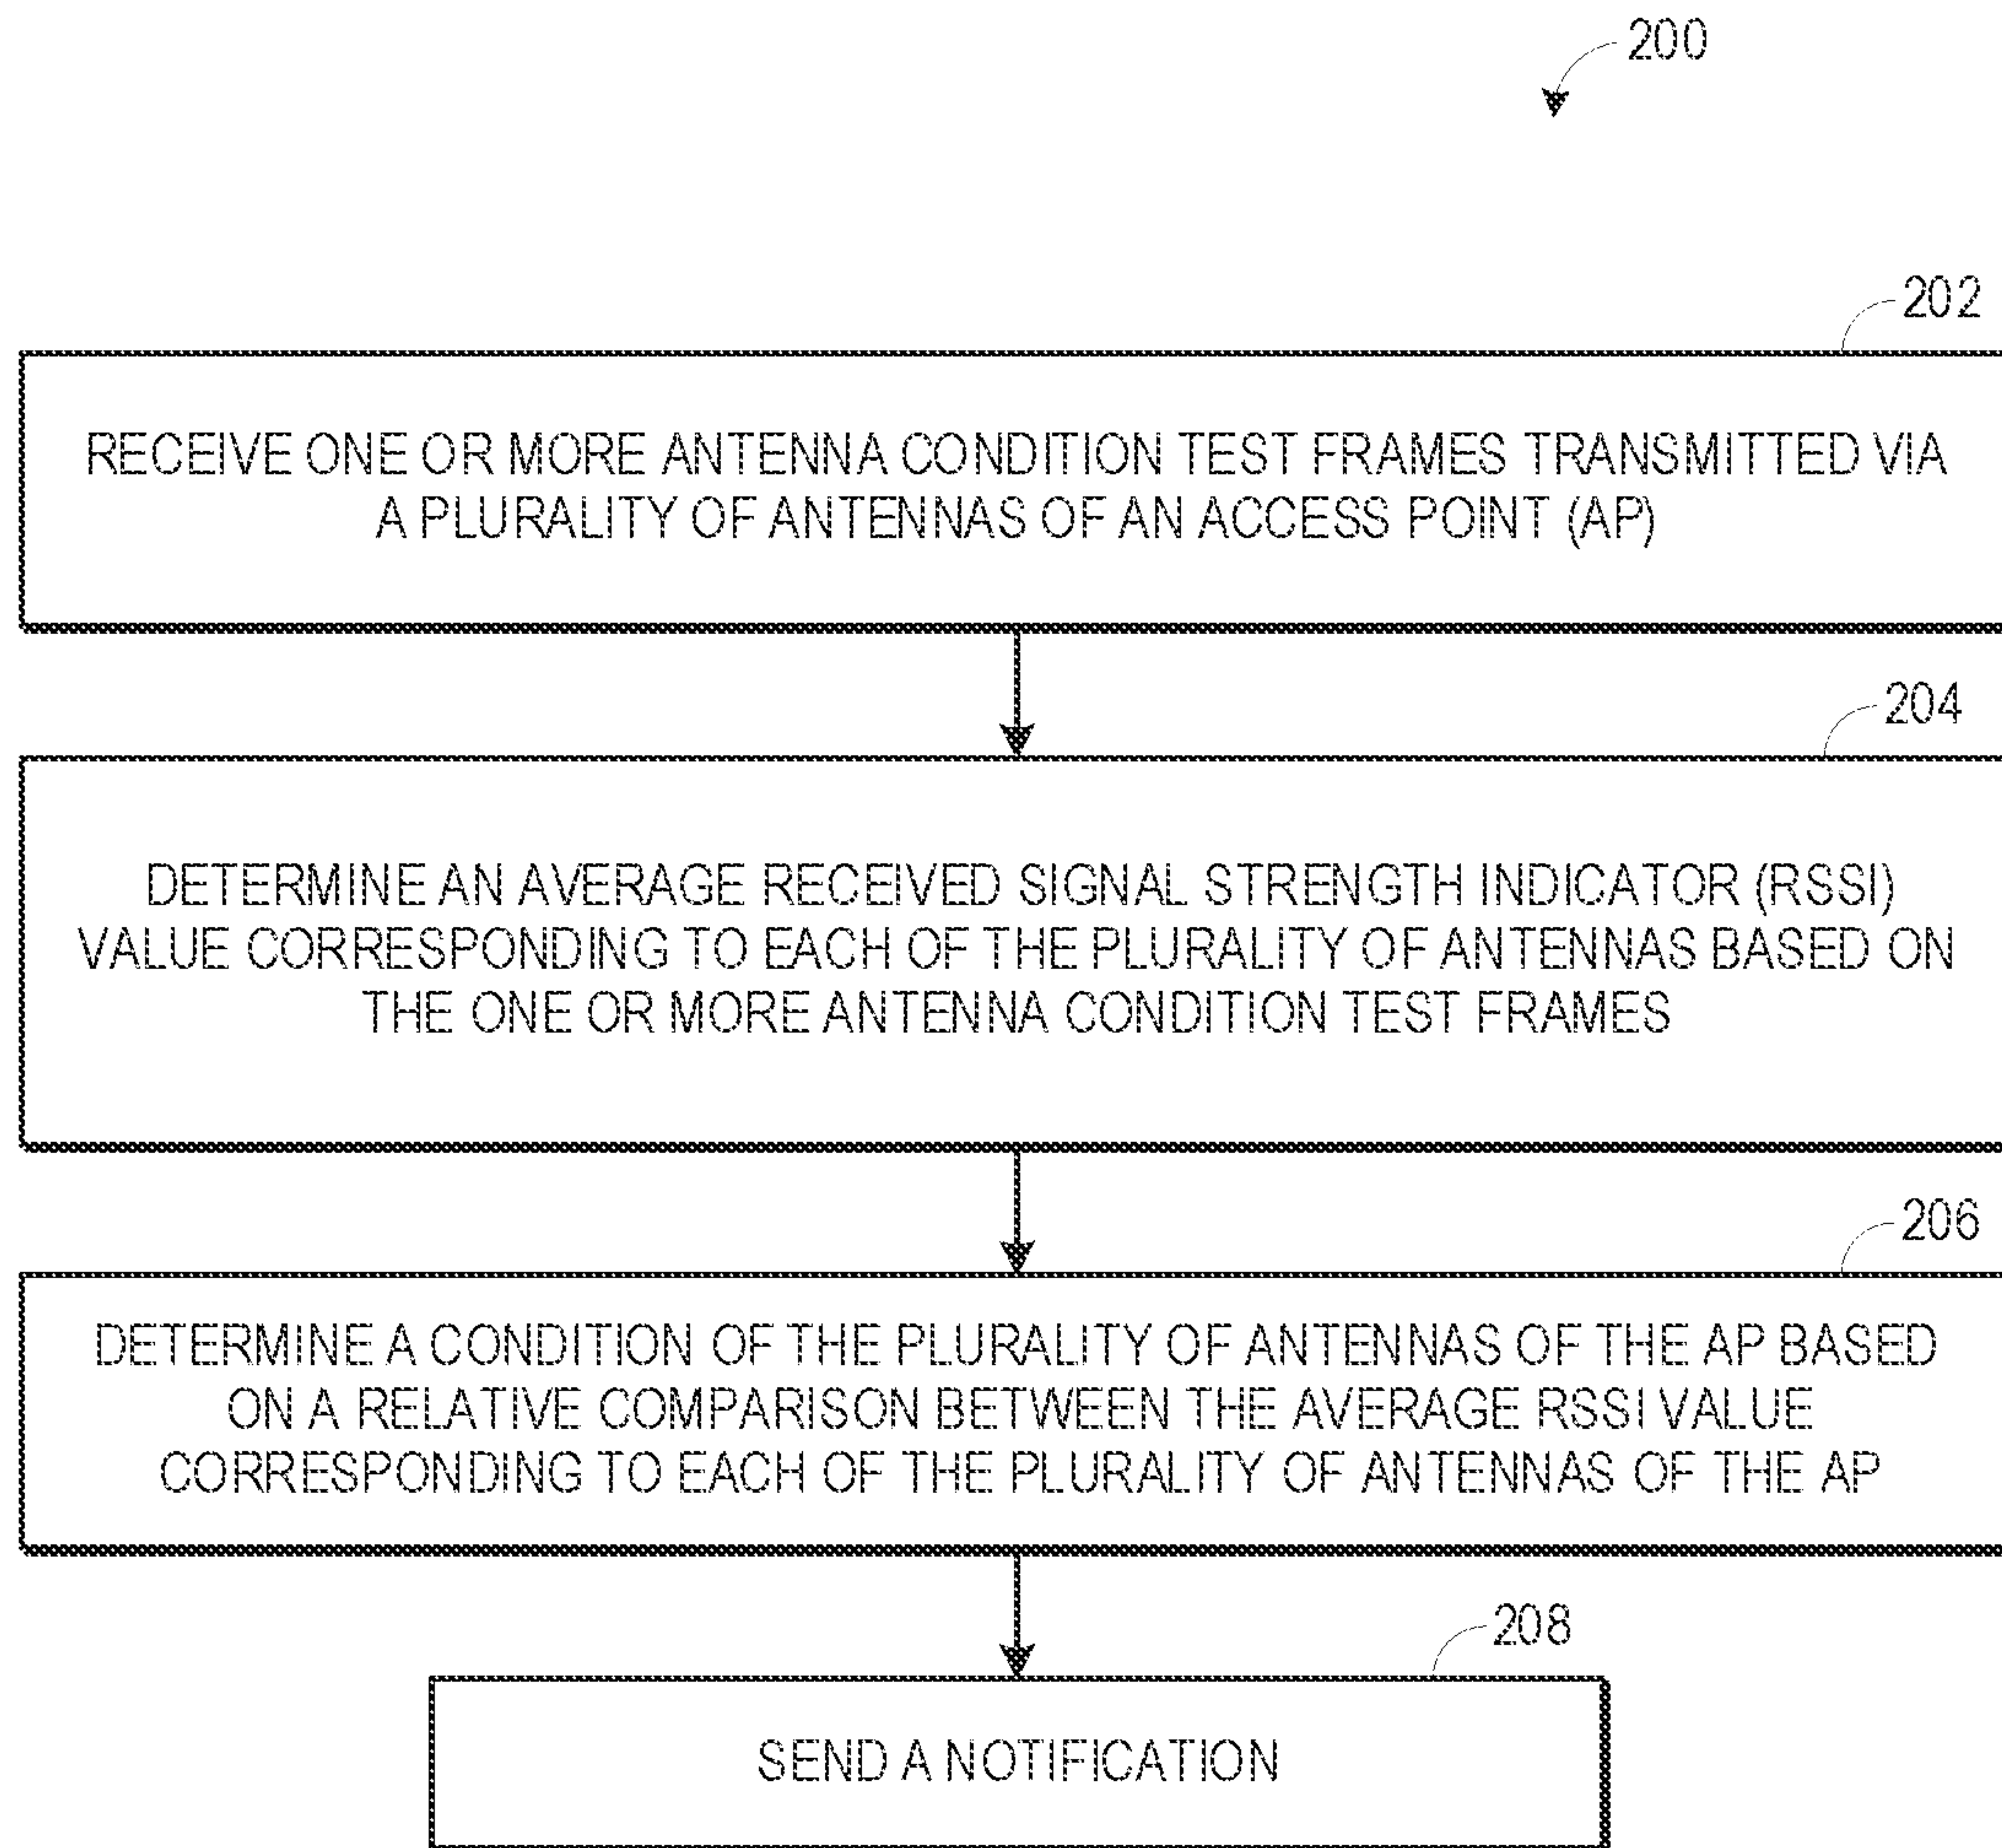 200
202
RECEIVE ONE OR MORE ANTENNA CONDITION TEST FRAMES TRANSMITTED VIA
A PLURALITY OF ANTENNAS OF AN ACCESS POINT (AP)
204
DETERMINE AN AVERAGE RECEIVED SIGNAL STRENGTH INDICATOR (RSSI)
VALUE CORRESPONDING TO EACH OF THE PLURALITY OF ANTENNAS BASED ON
THE ONE OR MORE ANTENNA CONDITION TEST FRAMES
206
DETERMINE A CONDITION OF THE PLURALITY OF ANTENNAS OF THE AP BASED
ON A RELATIVE COMPARISON BETWEEN THE AVERAGE RSSI VALUE
CORRESPONDING TO EACH OF THE PLURALITY OF ANTENNAS OF THE AP
208
SEND A NOTIFICATION